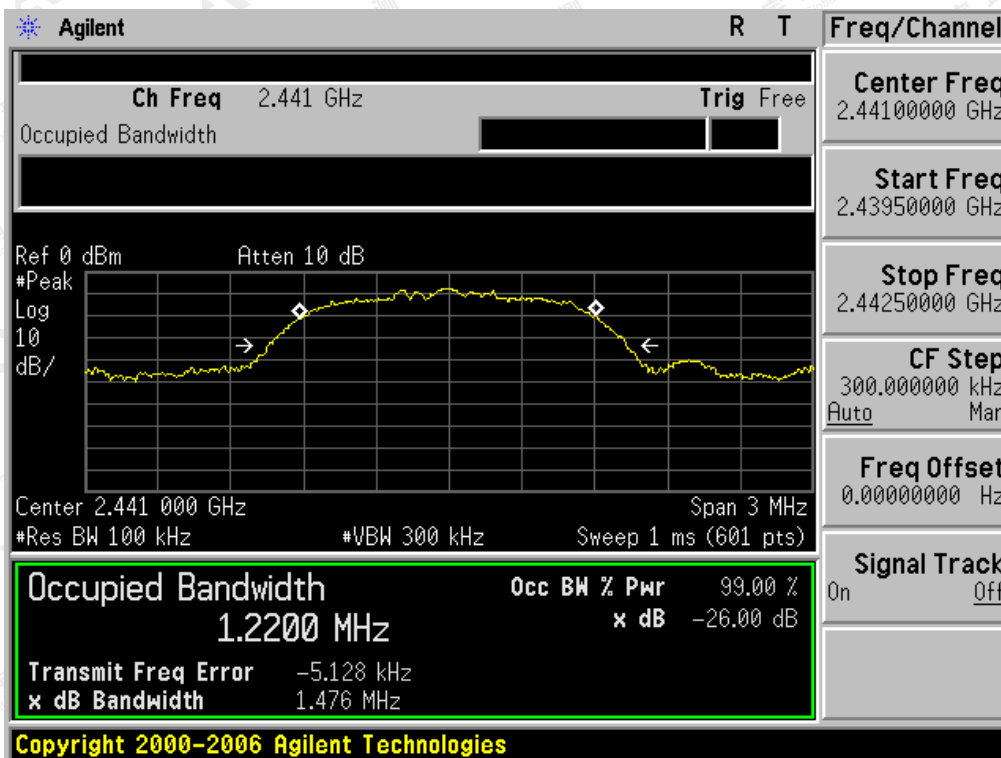 Agilent R T Freq/Channel
Ch Freq 2.441 GHz Trig Free
Occupied Bandwidth
Center Freq
2.44100000 GHz
Start Freq
2.43950000 GHz
Stop Freq
2.44250000 GHz
CF Step
300.000000 kHz
Auto Man
Freq Offset
0.00000000 Hz
Signal Track
On Off
Ref 0 dBm Atten 10 dB
#Peak
Log
10
dB/
Center 2.441 000 GHz Span 3 MHz
#Res BW 100 kHz #VBW 300 kHz Sweep 1 ms (601 pts)
Occupied Bandwidth Occ BW % Pwr 99.00 %
1.2200 MHz x dB -26.00 dB
Transmit Freq Error -5.128 kHz
x dB Bandwidth 1.476 MHz
Copyright 2000-2006 Agilent Technologies